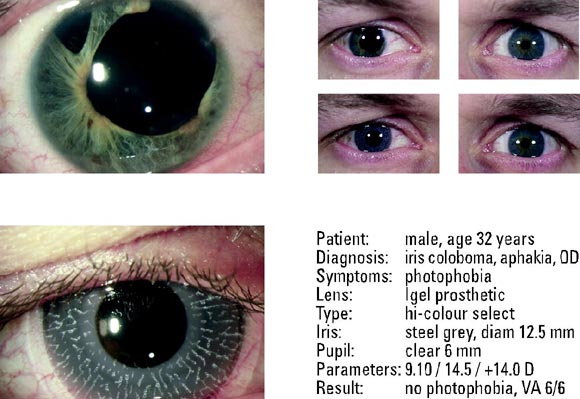 Patient: male, age 32 years
Diagnosis: iris coloboma, aphakia, OD
Symptoms: photophobia
Lens: Igel prosthetic
Type: hi-colour select
Iris: steel grey, diam 12.5 mm
Pupil: clear 6 mm
Parameters: 9.10 / 14.5 / +14.0 D
Result: no photophobia, VA 6/6